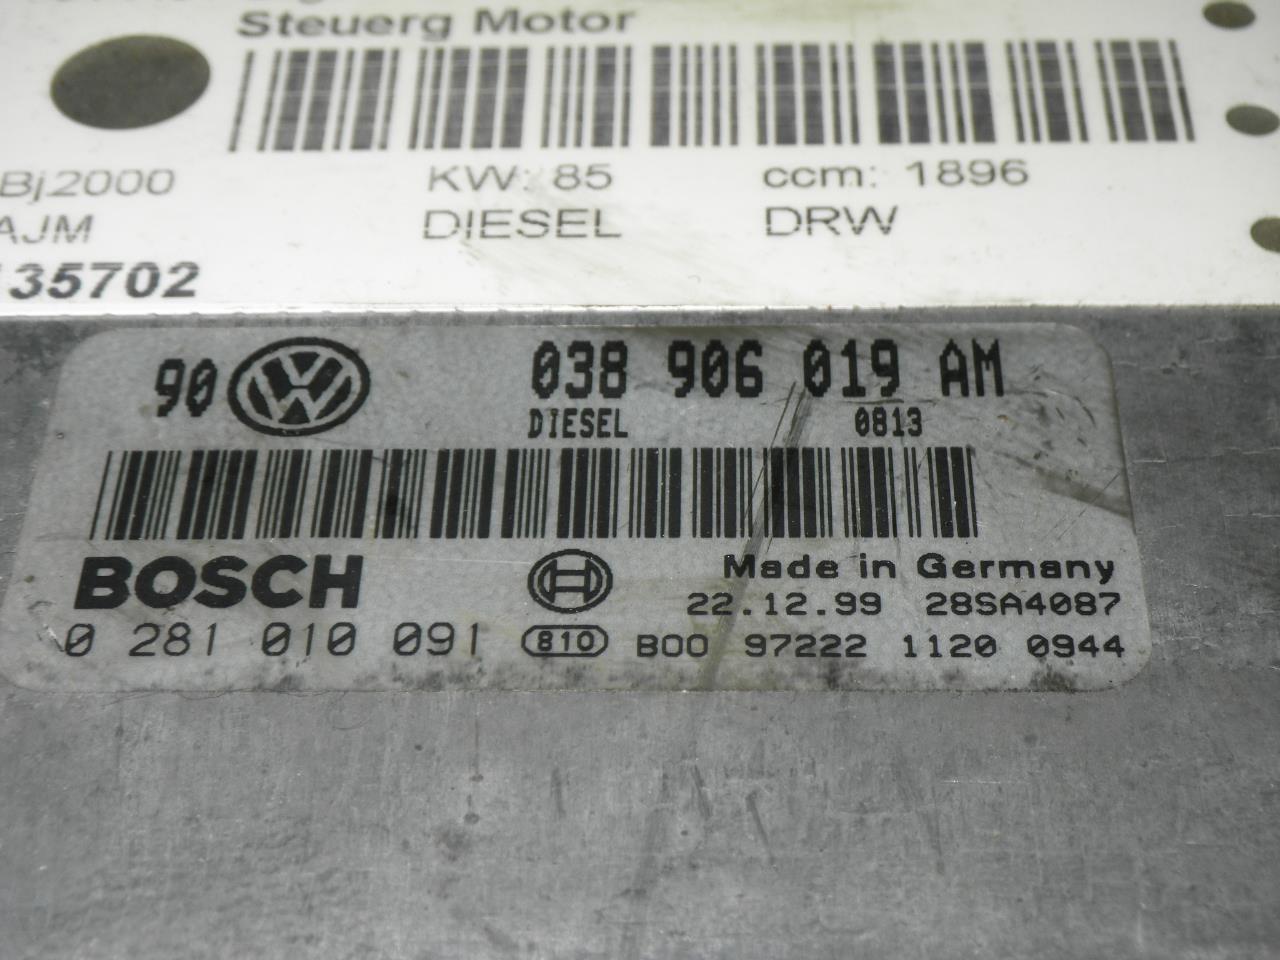 Steuerg Motor
Bj2000 KW: 85 ccm: 1896
AJM DIESEL DRW
135702
90 038 906 019 AM
DIESEL 0813
BOSCH Made in Germany
22.12.99 28SA4087
0 281 010 091 810 B00 97222 1120 0944